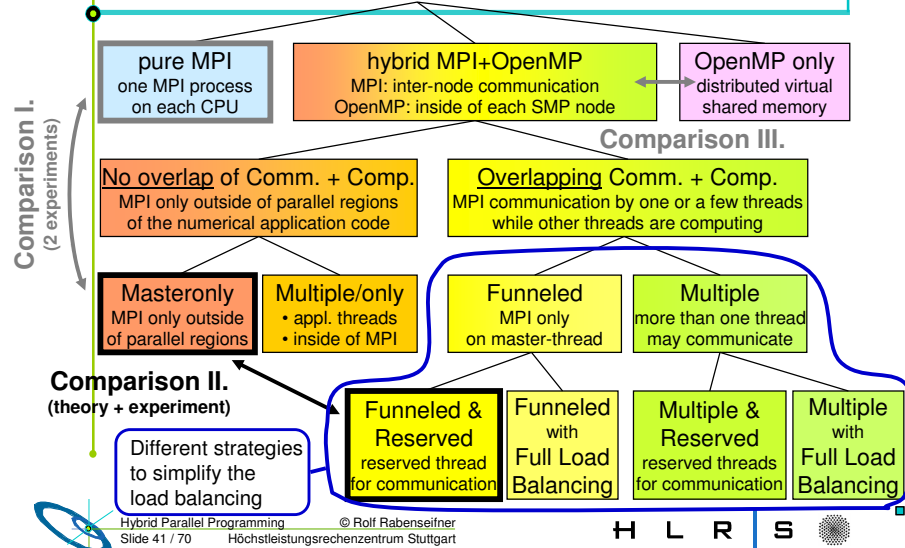 pure MPI
one MPI process
on each CPU
hybrid MPI+OpenMP
MPI: inter-node communication
OpenMP: inside of each SMP node
OpenMP only
distributed virtual
shared memory
Comparison I.
(2 experiments)
Comparison III.
No overlap of Comm. + Comp.
MPI only outside of parallel regions
of the numerical application code
Overlapping Comm. + Comp.
MPI communication by one or a few threads
while other threads are computing
Masteronly
MPI only outside
of parallel regions
Multiple/only
• appl. threads
• inside of MPI
Funneled
MPI only
on master-thread
Multiple
more than one thread
may communicate
Comparison II.
(theory + experiment)
Funneled &
Reserved
reserved thread
for communication
Funneled
with
Full Load
Balancing
Multiple &
Reserved
reserved threads
for communication
Multiple
with
Full Load
Balancing
Different strategies
to simplify the
load balancing
Hybrid Parallel Programming © Rolf Rabenseifner
Slide 41 / 70 Höchstleistungsrechenzentrum Stuttgart
H L R S